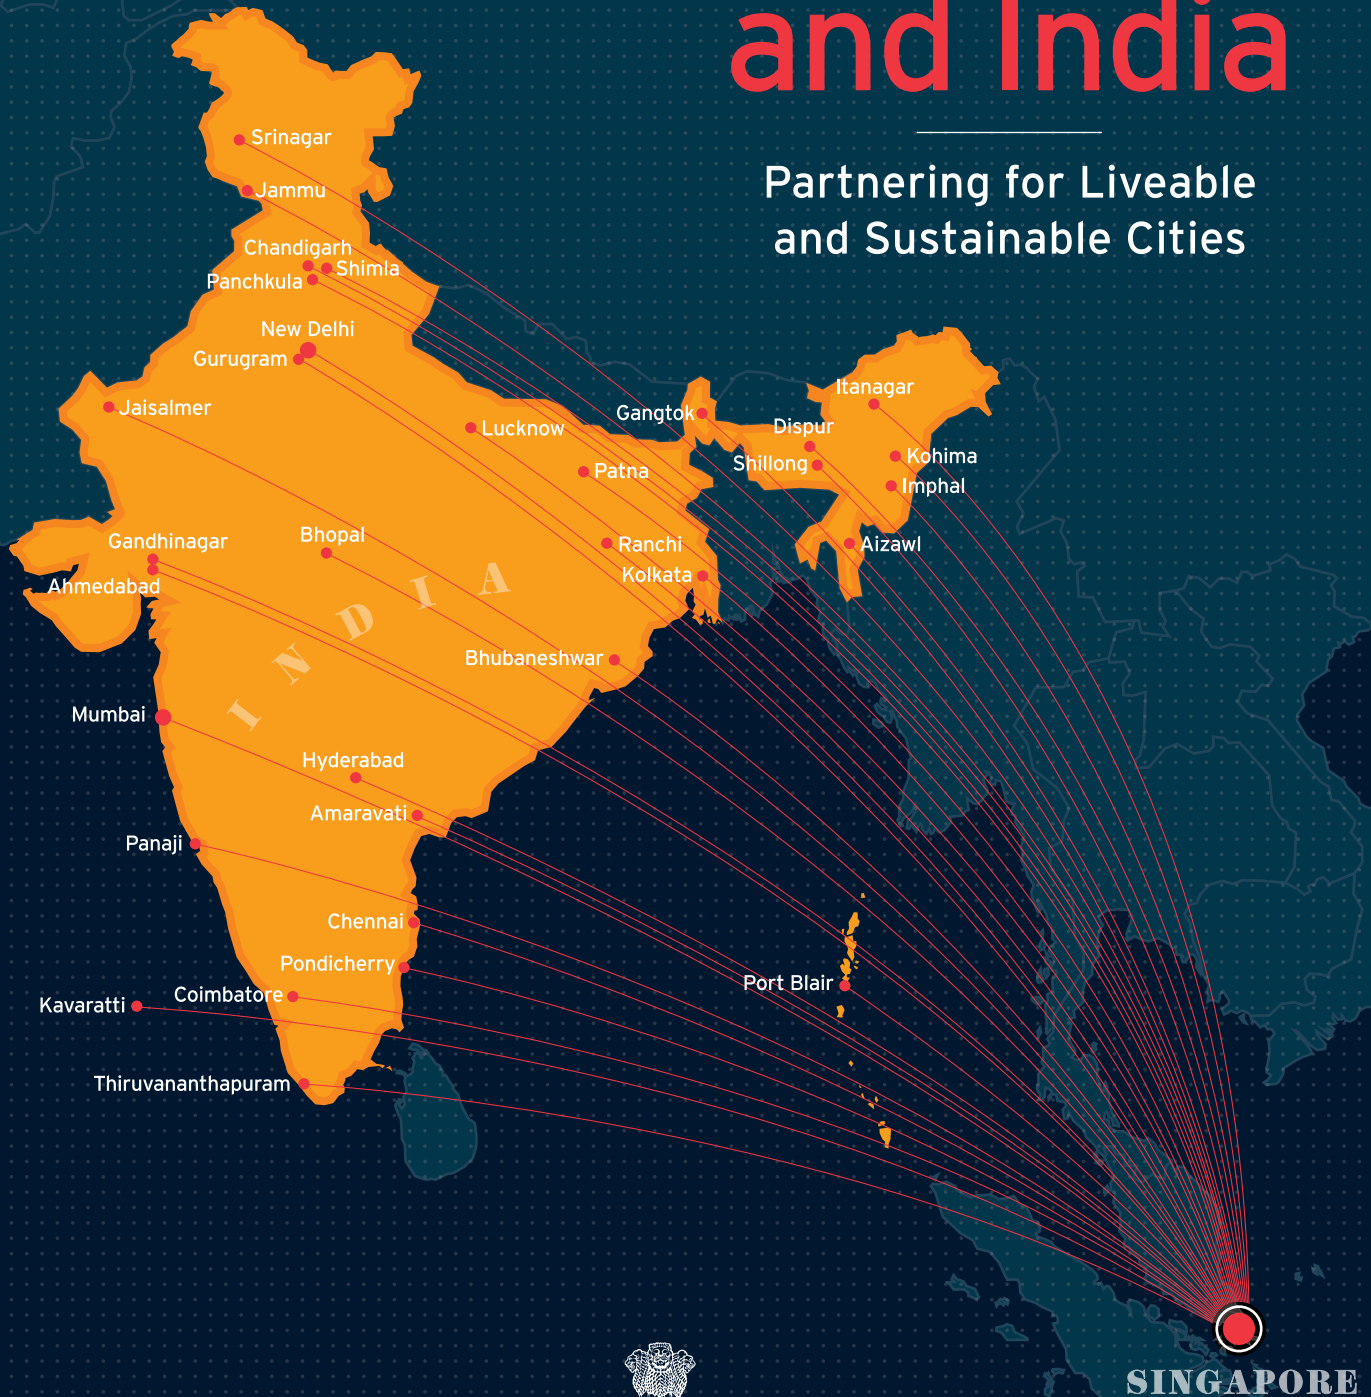 and India
Partnering for Liveable
and Sustainable Cities
Srinagar
Jammu
Chandigarh
Shimla
Panchkula
New Delhi
Gurugram
Jaisalmer
Lucknow
Patna
Gangtok
Itanagar
Dispur
Shillong
Kohima
Imphal
Aizawl
Gandhinagar
Ahmedabad
Bhopal
Ranchi
Kolkata
INDIA
Bhubaneshwar
Mumbai
Hyderabad
Amaravati
Panaji
Chennai
Pondicherry
Coimbatore
Kavaratti
Port Blair
Thiruvananthapuram
SINGAPORE